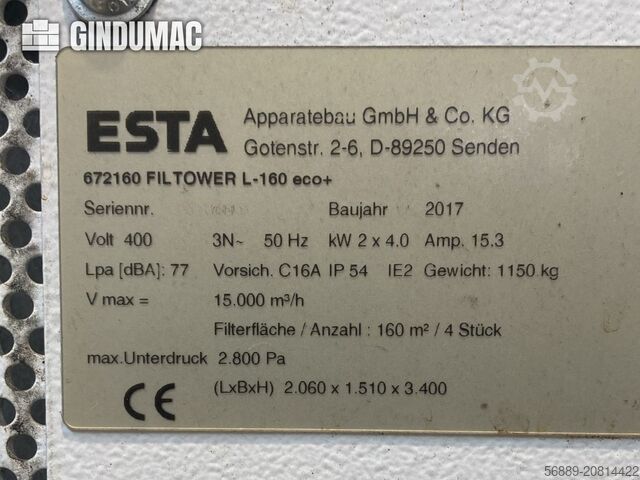 GINDUMAC
ESTA
Apparatebau GmbH & Co. KG
Gotenstr. 2-6, D-89250 Senden
672160 FILTOWER L-160 eco+
Seriennr. Baujahr 2017
Volt 400 3N~ 50 Hz kW 2 x 4.0 Amp. 15.3
Lpa [dBA]: 77 Vorsich. C16A IP 54 IE2 Gewicht: 1150 kg
V max = 15.000 m³/h
Filterfläche / Anzahl : 160 m² / 4 Stück
max.Unterdruck 2.800 Pa
(LxBxH) 2.060 x 1.510 x 3.400
CE
56889-20814422